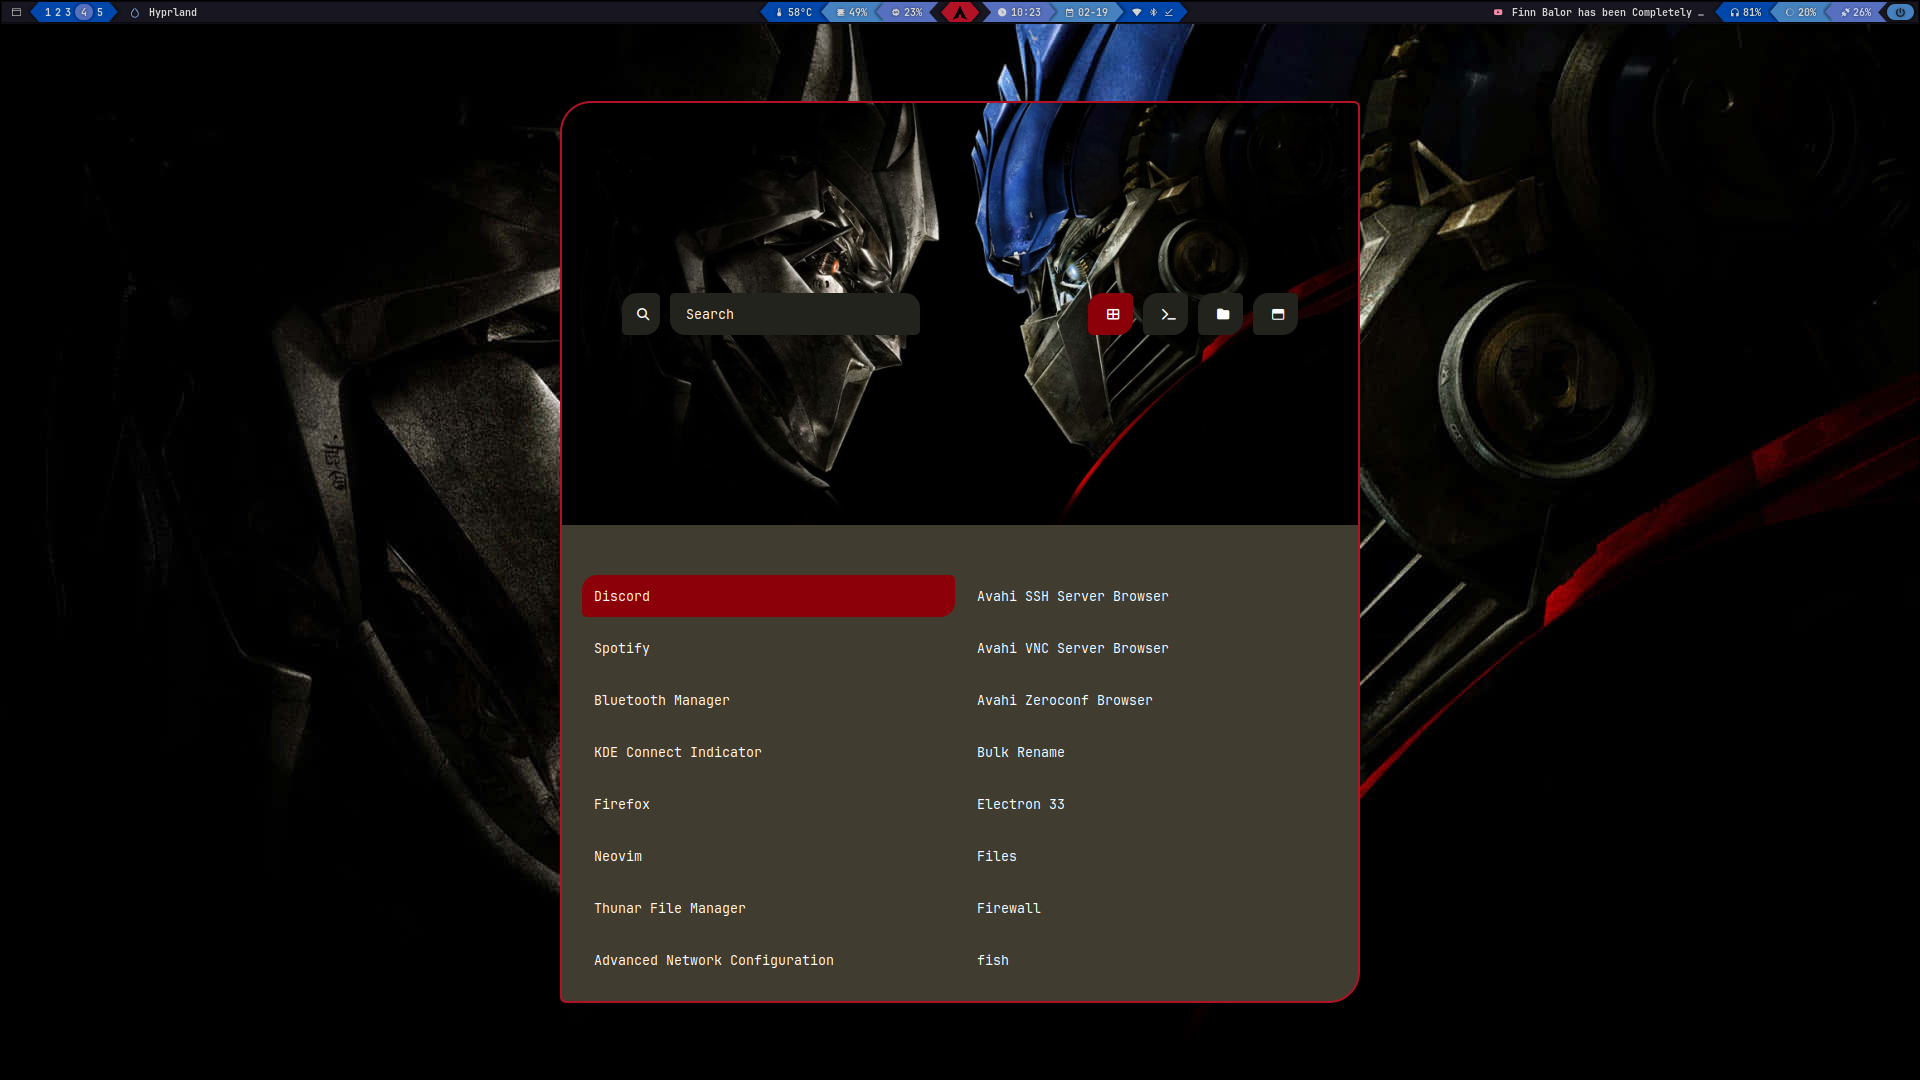 1 2 3 4 5 Hyprland 58°C 49% 23% 10:23 02-19 Finn Balor has been Completely … 81% 20% 26%
Search
Discord
Spotify
Bluetooth Manager
KDE Connect Indicator
Firefox
Neovim
Thunar File Manager
Advanced Network Configuration
Avahi SSH Server Browser
Avahi VNC Server Browser
Avahi Zeroconf Browser
Bulk Rename
Electron 33
Files
Firewall
fish